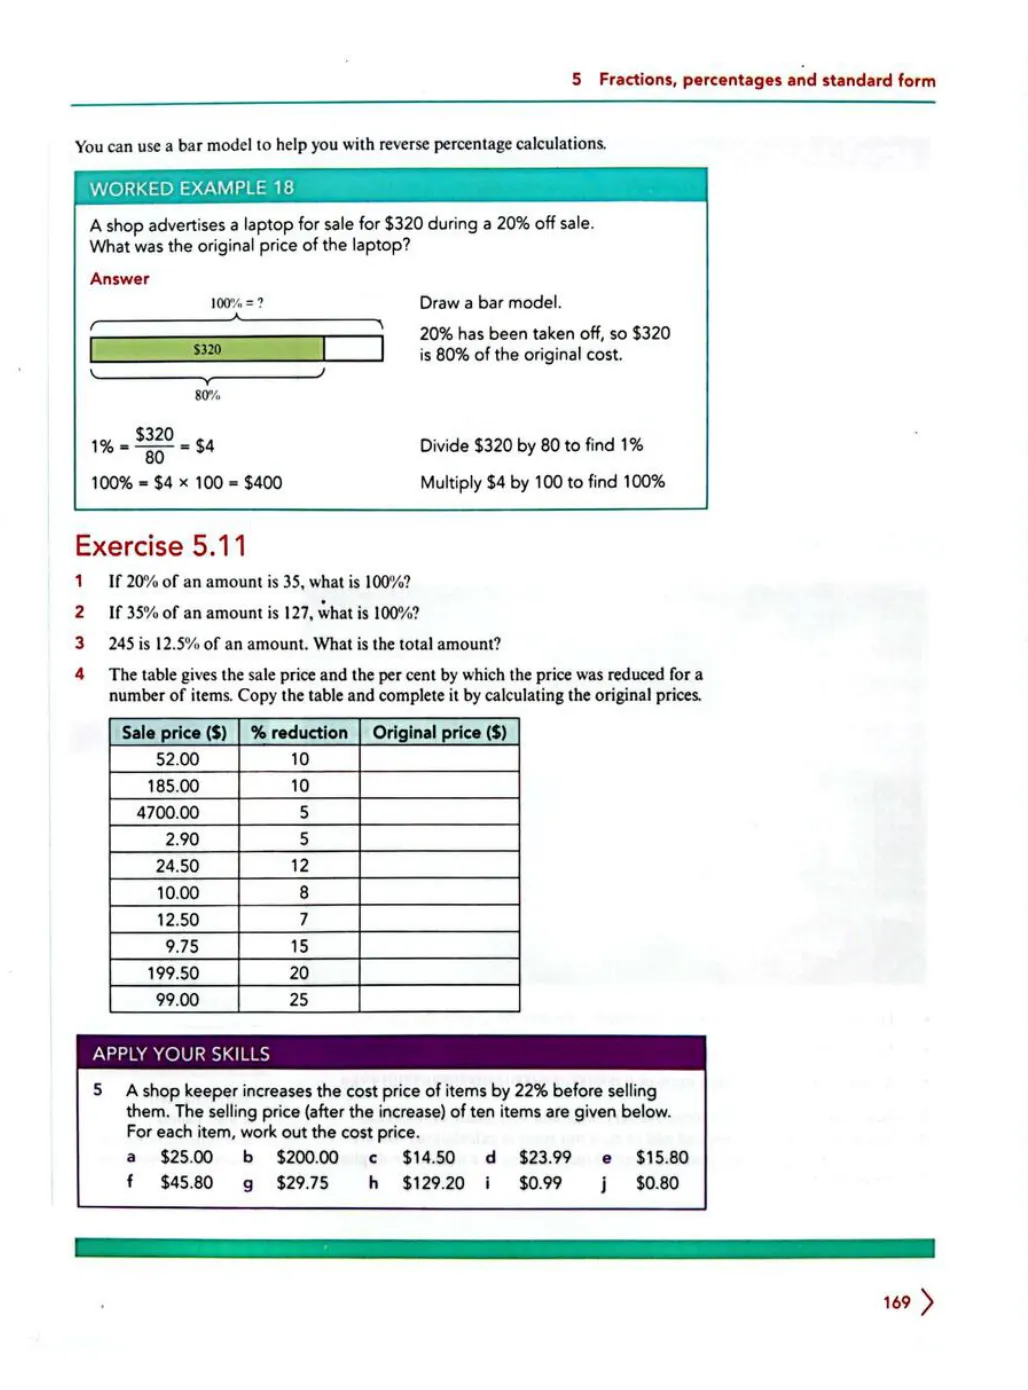 5 Fractions, percentages and standard form
You can use a bar model to help you with reverse percentage calculations.
WORKED EXAMPLE 18
A shop advertises a laptop for sale for $320 during a 20% off sale.
What was the original price of the laptop?
Answer
100% = ?
$320
80%
Draw a bar model.
20% has been taken off, so $320
is 80% of the original cost.
1% = $320/80 = $4
Divide $320 by 80 to find 1%
100% = $4 × 100 = $400
Multiply $4 by 100 to find 100%
Exercise 5.11
1 If 20% of an amount is 35, what is 100%?
2 If 35% of an amount is 127, what is 100%?
3 245 is 12.5% of an amount. What is the total amount?
4 The table gives the sale price and the per cent by which the price was reduced for a
number of items. Copy the table and complete it by calculating the original prices.
Sale price ($) % reduction Original price ($)
52.00 10
185.00 10
4700.00 5
2.90 5
24.50 12
10.00 8
12.50 7
9.75 15
199.50 20
99.00 25
APPLY YOUR SKILLS
5 A shop keeper increases the cost price of items by 22% before selling
them. The selling price (after the increase) of ten items are given below.
For each item, work out the cost price.
a $25.00 b $200.00 c $14.50 d $23.99 e $15.80
f $45.80 g $29.75 h $129.20 i $0.99 j $0.80
169